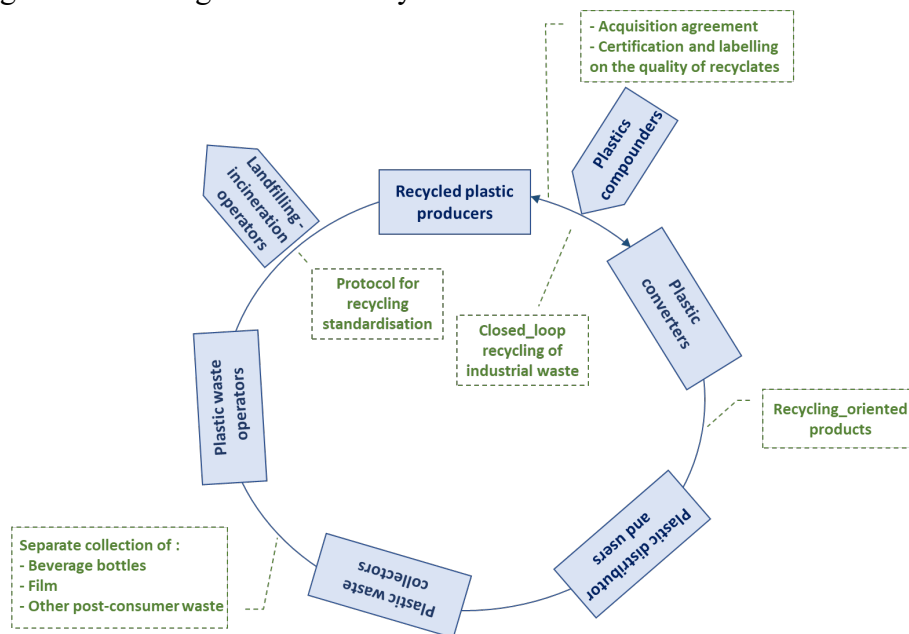 - Acquisition agreement
- Certification and labelling
on the quality of recyclates
Plastics
compounders
Landfilling -
incineration
operators
Recycled plastic
producers
Protocol for
recycling
standardisation
Closed_loop
recycling of
industrial waste
Plastic
converters
Plastic waste
operators
Recycling_oriented
products
Plastic distributor
and users
Separate collection of :
- Beverage bottles
- Film
- Other post-consumer waste
Plastic waste
collectors